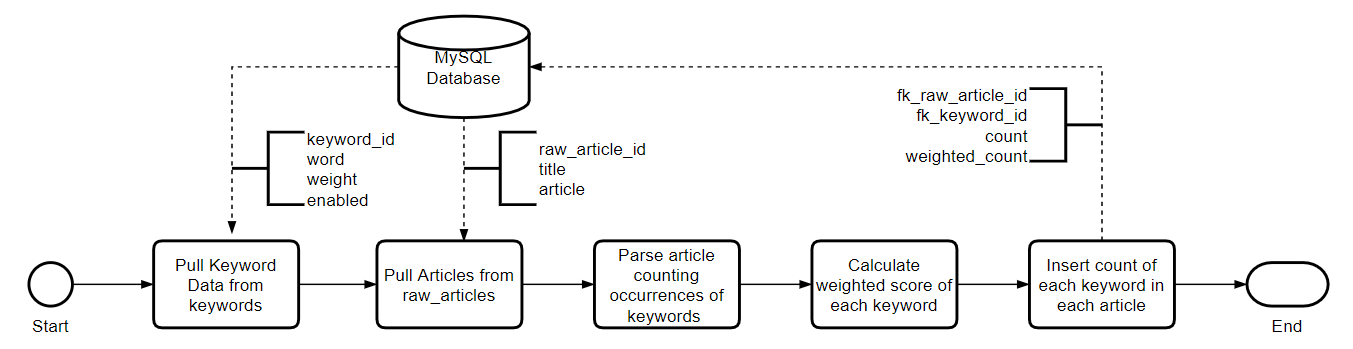 MySQL
Database
keyword_id
word
weight
enabled
raw_article_id
title
article
fk_raw_article_id
fk_keyword_id
count
weighted_count
Start
Pull Keyword
Data from
keywords
Pull Articles from
raw_articles
Parse article
counting
occurrences of
keywords
Calculate
weighted score of
each keyword
Insert count of
each keyword in
each article
End